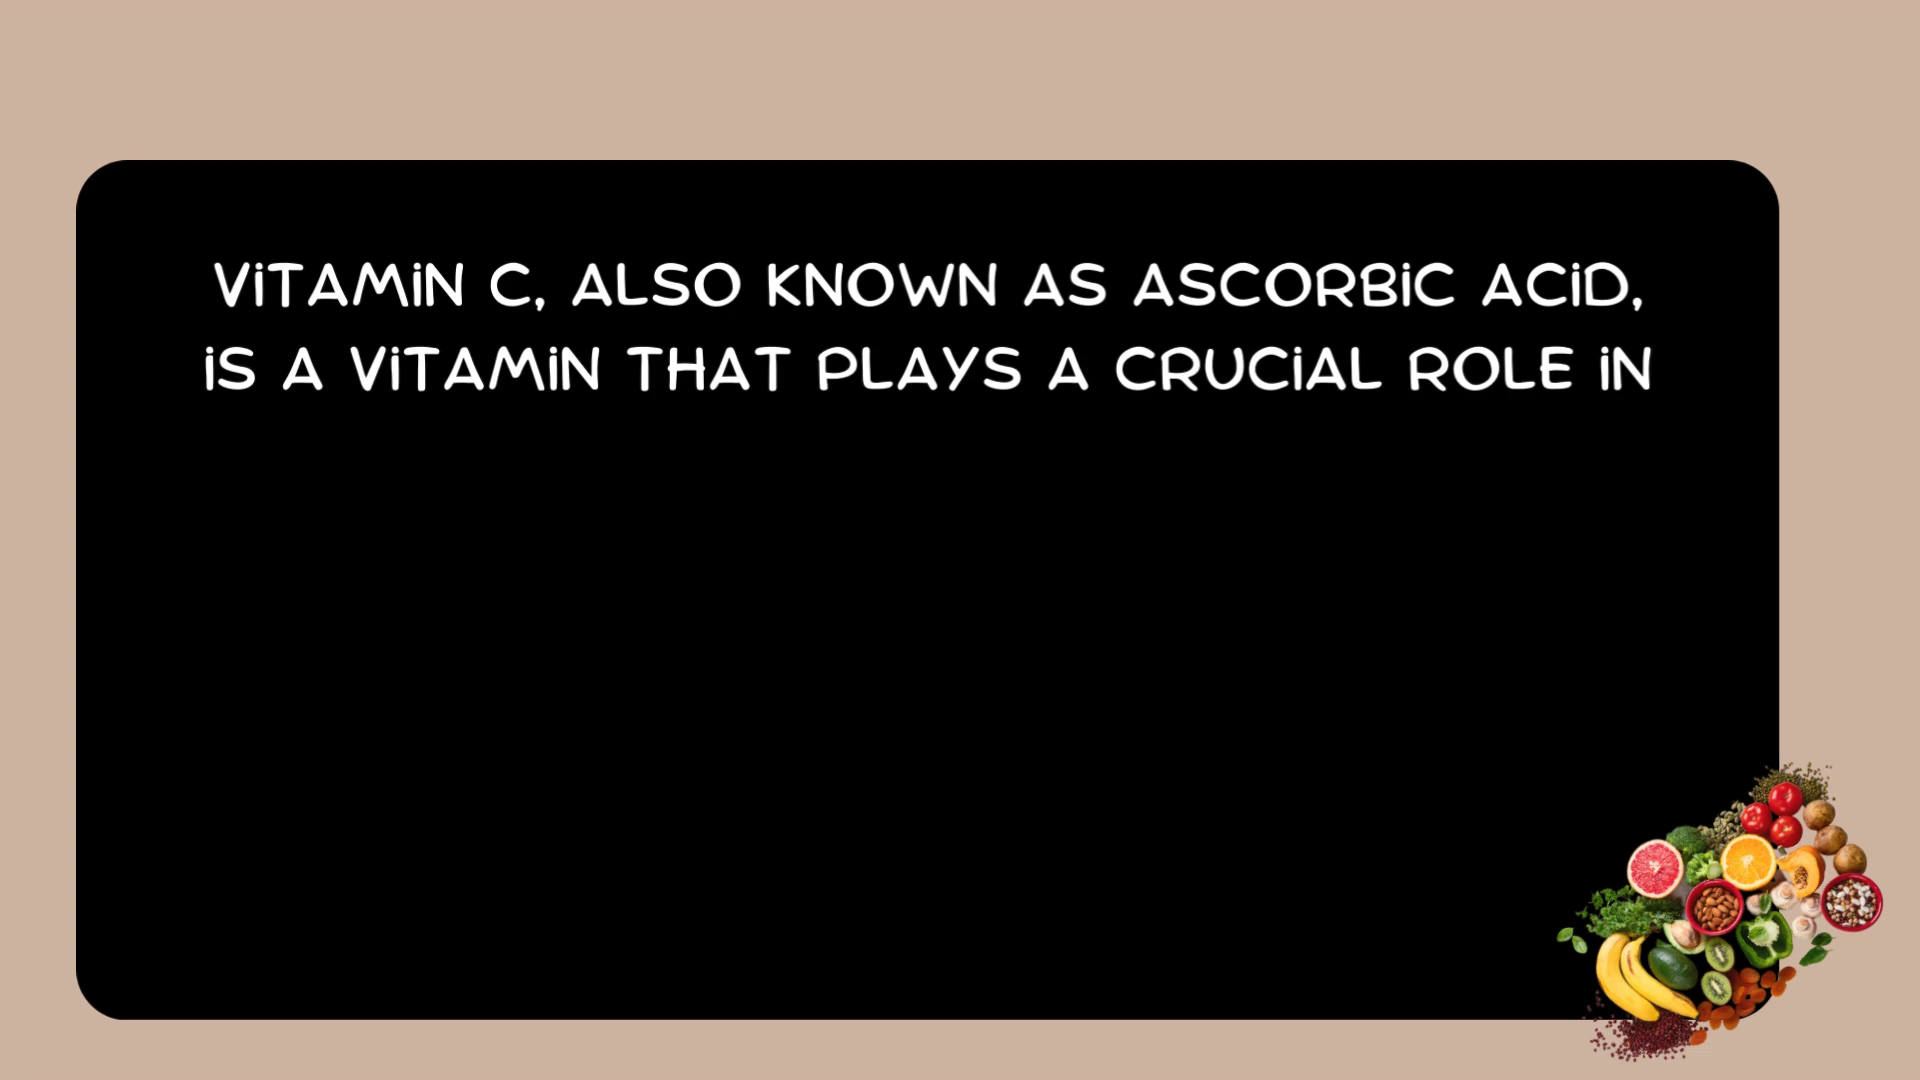 VITAMIN C, ALSO KNOWN AS ASCORBIC ACID,
IS A VITAMIN THAT PLAYS A CRUCIAL ROLE IN